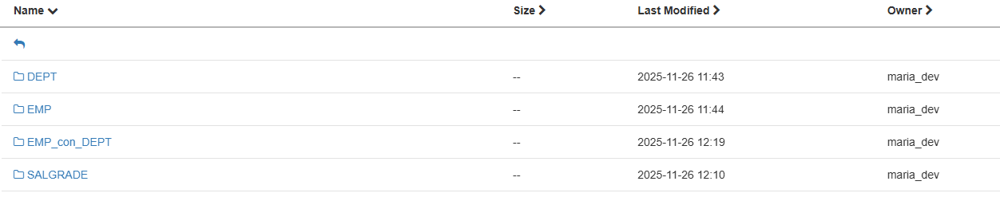 Name Size Last Modified Owner
DEPT -- 2025-11-26 11:43 maria_dev
EMP -- 2025-11-26 11:44 maria_dev
EMP_con_DEPT -- 2025-11-26 12:19 maria_dev
SALGRADE -- 2025-11-26 12:10 maria_dev